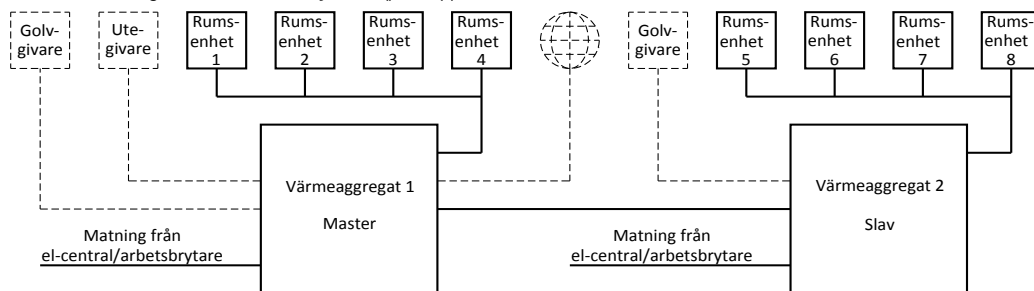 Golv-
givare
Ute-
givare
Rums-
enhet
1
Rums-
enhet
2
Rums-
enhet
3
Rums-
enhet
4
Golv-
givare
Rums-
enhet
5
Rums-
enhet
6
Rums-
enhet
7
Rums-
enhet
8
Värmeaggregat 1
Master
Värmeaggregat 2
Slav
Matning från
el-central/arbetsbrytare
Matning från
el-central/arbetsbrytare